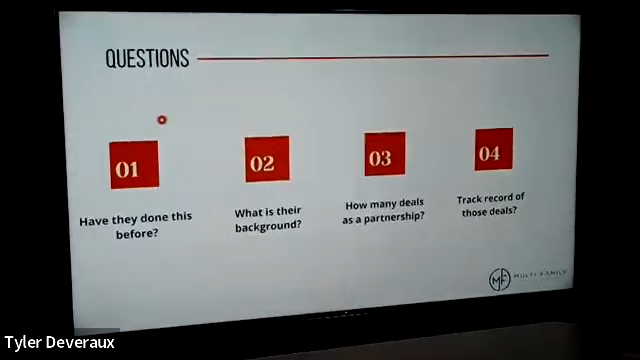 QUESTIONS
01
02
03
04
Have they done this
before?
What is their
background?
How many deals
as a partnership?
Track record of
those deals?
MF
MULTI-FAMILY
Tyler Deveraux